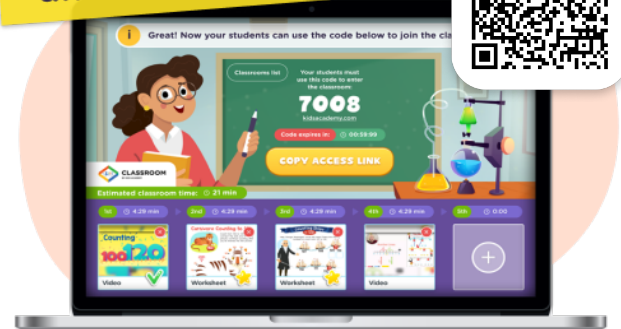 Great! Now your students can use the code below to join the cla
Classrooms list
Your students must
use this code to enter
the classroom:
7008
kidsacademy.com
Code expires in:
00:59:99
COPY ACCESS LINK
CLASSROOM
Estimated classroom time: 21 min
1st 4:29 min
2nd 4:29 min
3rd 4:29 min
4th 4:29 min
5th 0:00
Counting
100 120
Video
Worksheet
Worksheet
Video